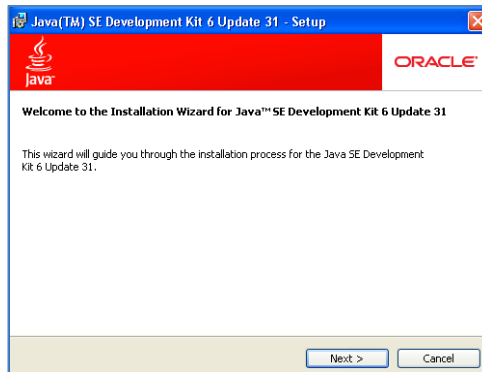 Java(TM) SE Development Kit 6 Update 31 - Setup
Java™
ORACLE®
Welcome to the Installation Wizard for Java™ SE Development Kit 6 Update 31
This wizard will guide you through the installation process for the Java SE Development
Kit 6 Update 31.
Next >
Cancel